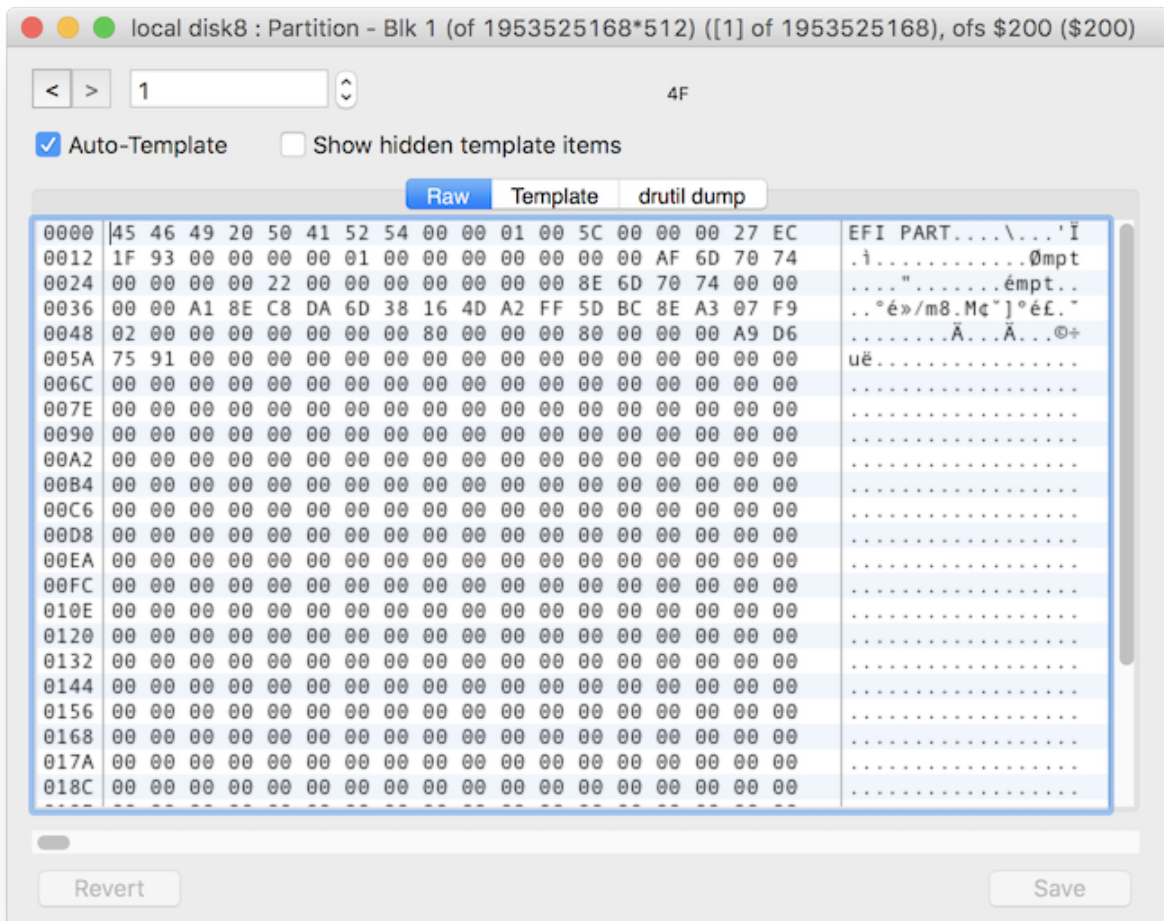 local disk8 : Partition - Blk 1 (of 1953525168*512) ([1] of 1953525168), ofs $200 ($200)
< > 1 4F
Auto-Template Show hidden template items
Raw Template drutil dump
0000 45 46 49 20 50 41 52 54 00 00 01 00 5C 00 00 00 27 EC EFI PART....\...'Ï
0012 1F 93 00 00 00 00 01 00 00 00 00 00 00 00 AF 6D 70 74 .ì............Ømpt
0024 00 00 00 00 22 00 00 00 00 00 00 00 8E 6D 70 74 00 00 ....".......émpt..
0036 00 00 A1 8E C8 DA 6D 38 16 4D A2 FF 5D BC 8E A3 07 F9 ..°é»/m8.M¢ˇ]ºé£.˘
0048 02 00 00 00 00 00 00 00 80 00 00 00 80 00 00 00 A9 D6 ........Ä...Ä...©÷
005A 75 91 00 00 00 00 00 00 00 00 00 00 00 00 00 00 00 00 uë................
006C 00 00 00 00 00 00 00 00 00 00 00 00 00 00 00 00 00 00 ..................
007E 00 00 00 00 00 00 00 00 00 00 00 00 00 00 00 00 00 00 ..................
0090 00 00 00 00 00 00 00 00 00 00 00 00 00 00 00 00 00 00 ..................
00A2 00 00 00 00 00 00 00 00 00 00 00 00 00 00 00 00 00 00 ..................
00B4 00 00 00 00 00 00 00 00 00 00 00 00 00 00 00 00 00 00 ..................
00C6 00 00 00 00 00 00 00 00 00 00 00 00 00 00 00 00 00 00 ..................
00D8 00 00 00 00 00 00 00 00 00 00 00 00 00 00 00 00 00 00 ..................
00EA 00 00 00 00 00 00 00 00 00 00 00 00 00 00 00 00 00 00 ..................
00FC 00 00 00 00 00 00 00 00 00 00 00 00 00 00 00 00 00 00 ..................
010E 00 00 00 00 00 00 00 00 00 00 00 00 00 00 00 00 00 00 ..................
0120 00 00 00 00 00 00 00 00 00 00 00 00 00 00 00 00 00 00 ..................
0132 00 00 00 00 00 00 00 00 00 00 00 00 00 00 00 00 00 00 ..................
0144 00 00 00 00 00 00 00 00 00 00 00 00 00 00 00 00 00 00 ..................
0156 00 00 00 00 00 00 00 00 00 00 00 00 00 00 00 00 00 00 ..................
0168 00 00 00 00 00 00 00 00 00 00 00 00 00 00 00 00 00 00 ..................
017A 00 00 00 00 00 00 00 00 00 00 00 00 00 00 00 00 00 00 ..................
018C 00 00 00 00 00 00 00 00 00 00 00 00 00 00 00 00 00 00 ..................
Revert Save